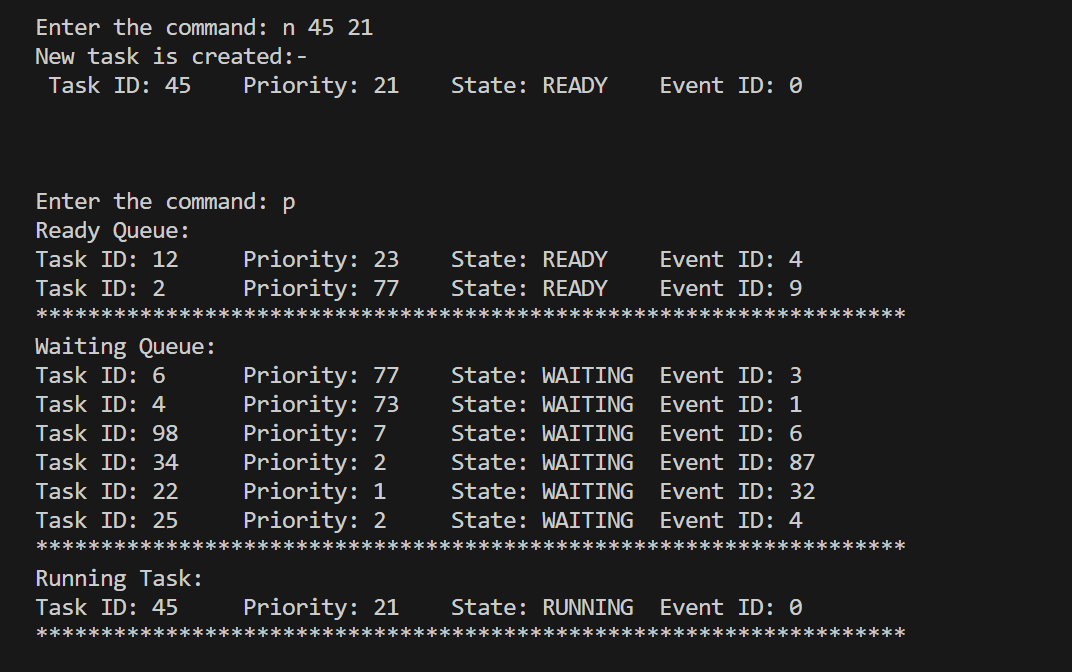 Enter the command: n 45 21
New task is created:-
 Task ID: 45    Priority: 21    State: READY    Event ID: 0
Enter the command: p
Ready Queue:
Task ID: 12     Priority: 23    State: READY    Event ID: 4
Task ID: 2      Priority: 77    State: READY    Event ID: 9
*******************************************************************
Waiting Queue:
Task ID: 6      Priority: 77    State: WAITING  Event ID: 3
Task ID: 4      Priority: 73    State: WAITING  Event ID: 1
Task ID: 98     Priority: 7     State: WAITING  Event ID: 6
Task ID: 34     Priority: 2     State: WAITING  Event ID: 87
Task ID: 22     Priority: 1     State: WAITING  Event ID: 32
Task ID: 25     Priority: 2     State: WAITING  Event ID: 4
*******************************************************************
Running Task:
Task ID: 45     Priority: 21    State: RUNNING  Event ID: 0
*******************************************************************